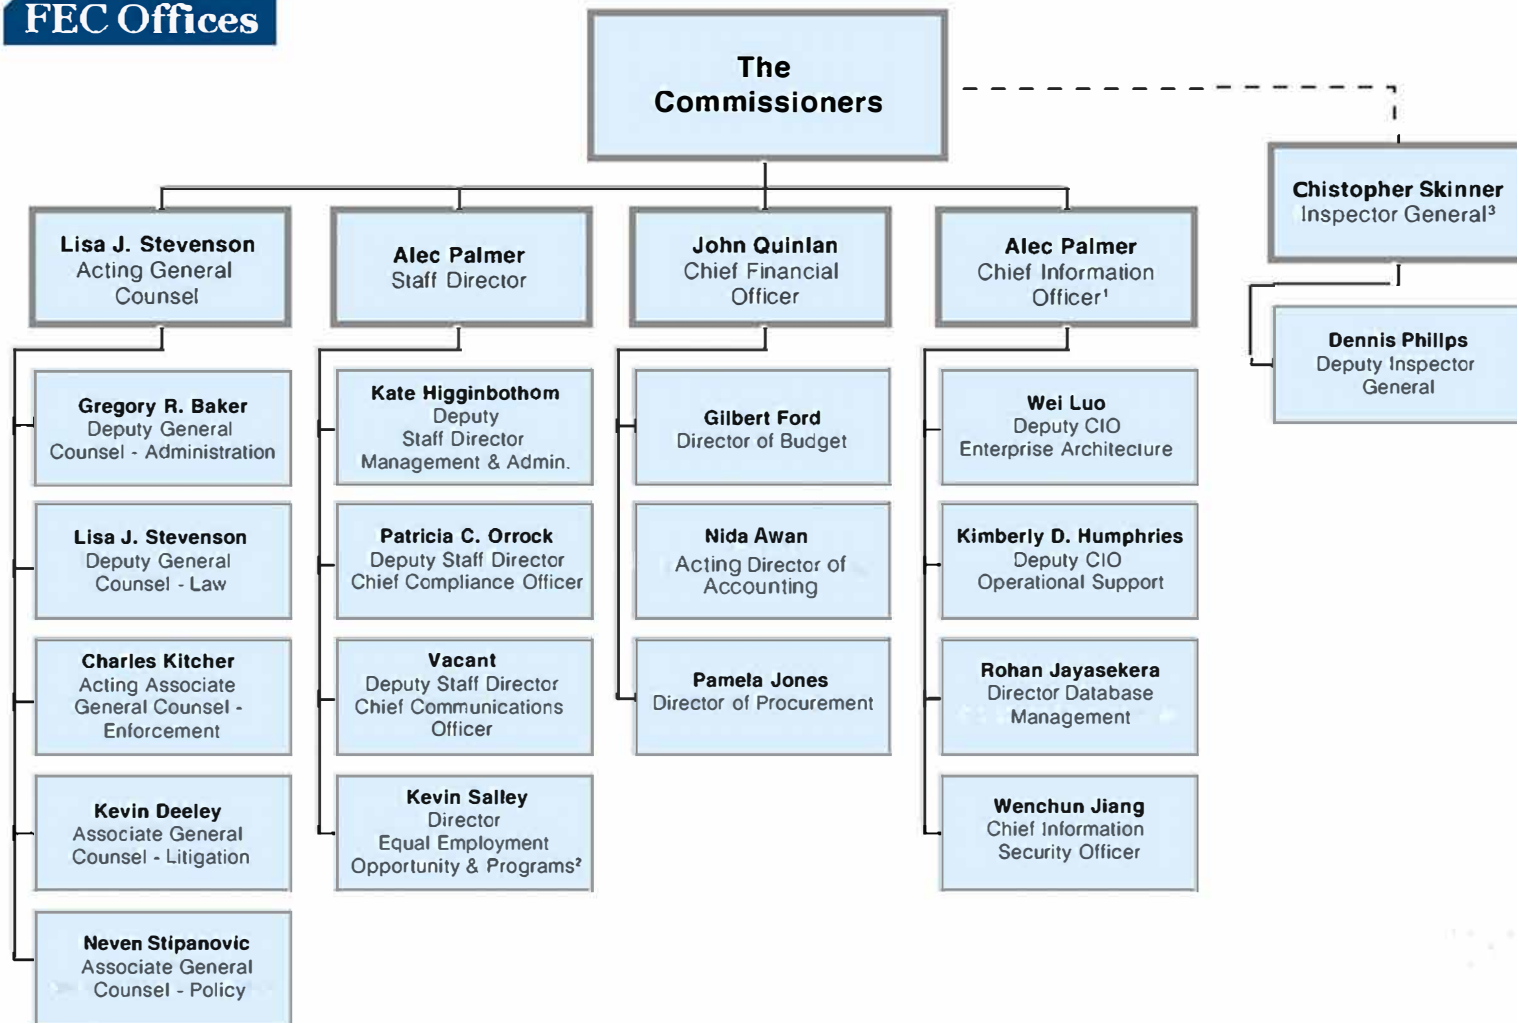 FEC Offices
The
Commissioners
Chistopher Skinner
Inspector General³
Dennis Phillps
Deputy Inspector
General
Lisa J. Stevenson
Acting General
Counsel
Gregory R. Baker
Deputy General
Counsel - Administration
Lisa J. Stevenson
Deputy General
Counsel - Law
Charles Kitcher
Acting Associate
General Counsel -
Enforcement
Kevin Deeley
Associate General
Counsel - Litigation
Neven Stipanovic
Associate General
Counsel - Policy
Alec Palmer
Staff Director
Kate Higginbothom
Deputy
Staff Director
Management & Admin.
Patricia C. Orrock
Deputy Staff Director
Chief Compliance Officer
Vacant
Deputy Staff Director
Chief Communications
Officer
Kevin Salley
Director
Equal Employment
Opportunity & Programs²
John Quinlan
Chief Financial
Officer
Gilbert Ford
Director of Budget
Nida Awan
Acting Director of
Accounting
Pamela Jones
Director of Procurement
Alec Palmer
Chief Information
Officer¹
Wei Luo
Deputy CIO
Enterprise Architecture
Kimberly D. Humphries
Deputy CIO
Operational Support
Rohan Jayasekera
Director Database
Management
Wenchun Jiang
Chief Information
Security Officer